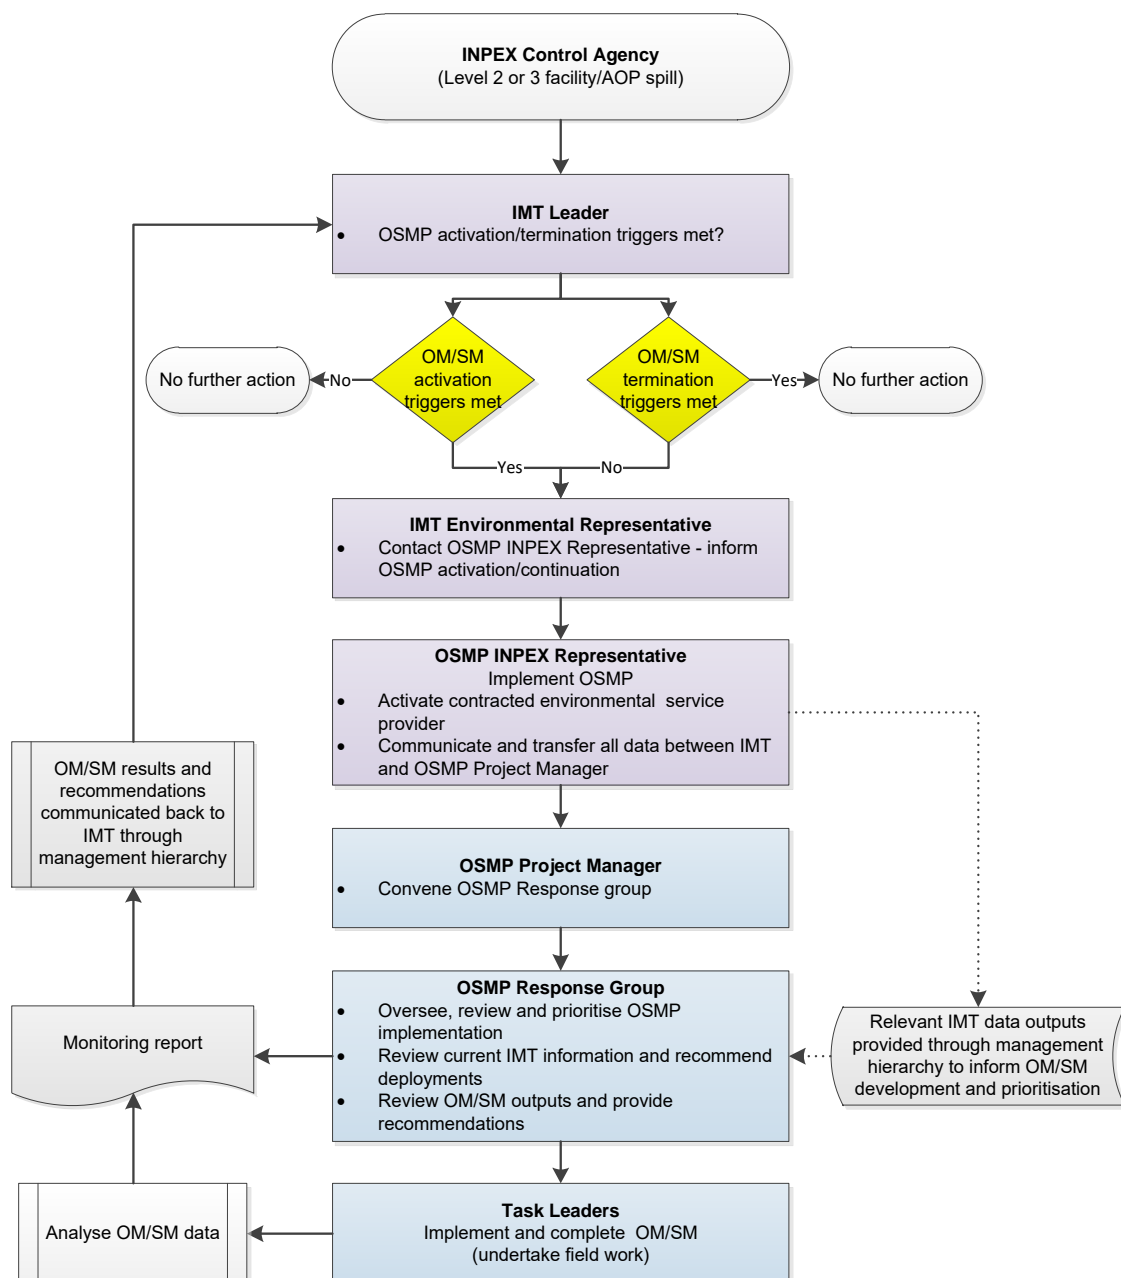 INPEX Control Agency
(Level 2 or 3 facility/AOP spill)
IMT Leader
• OSMP activation/termination triggers met?
OM/SM
activation
triggers met
OM/SM
termination
triggers met
No further action
No
Yes
No further action
Yes
No
IMT Environmental Representative
• Contact OSMP INPEX Representative - inform
OSMP activation/continuation
OSMP INPEX Representative
Implement OSMP
• Activate contracted environmental service
provider
• Communicate and transfer all data between IMT
and OSMP Project Manager
OM/SM results and
recommendations
communicated back to
IMT through
management hierarchy
OSMP Project Manager
• Convene OSMP Response group
OSMP Response Group
• Oversee, review and prioritise OSMP
implementation
• Review current IMT information and recommend
deployments
• Review OM/SM outputs and provide
recommendations
Monitoring report
Relevant IMT data outputs
provided through management
hierarchy to inform OM/SM
development and prioritisation
Task Leaders
Implement and complete OM/SM
(undertake field work)
Analyse OM/SM data